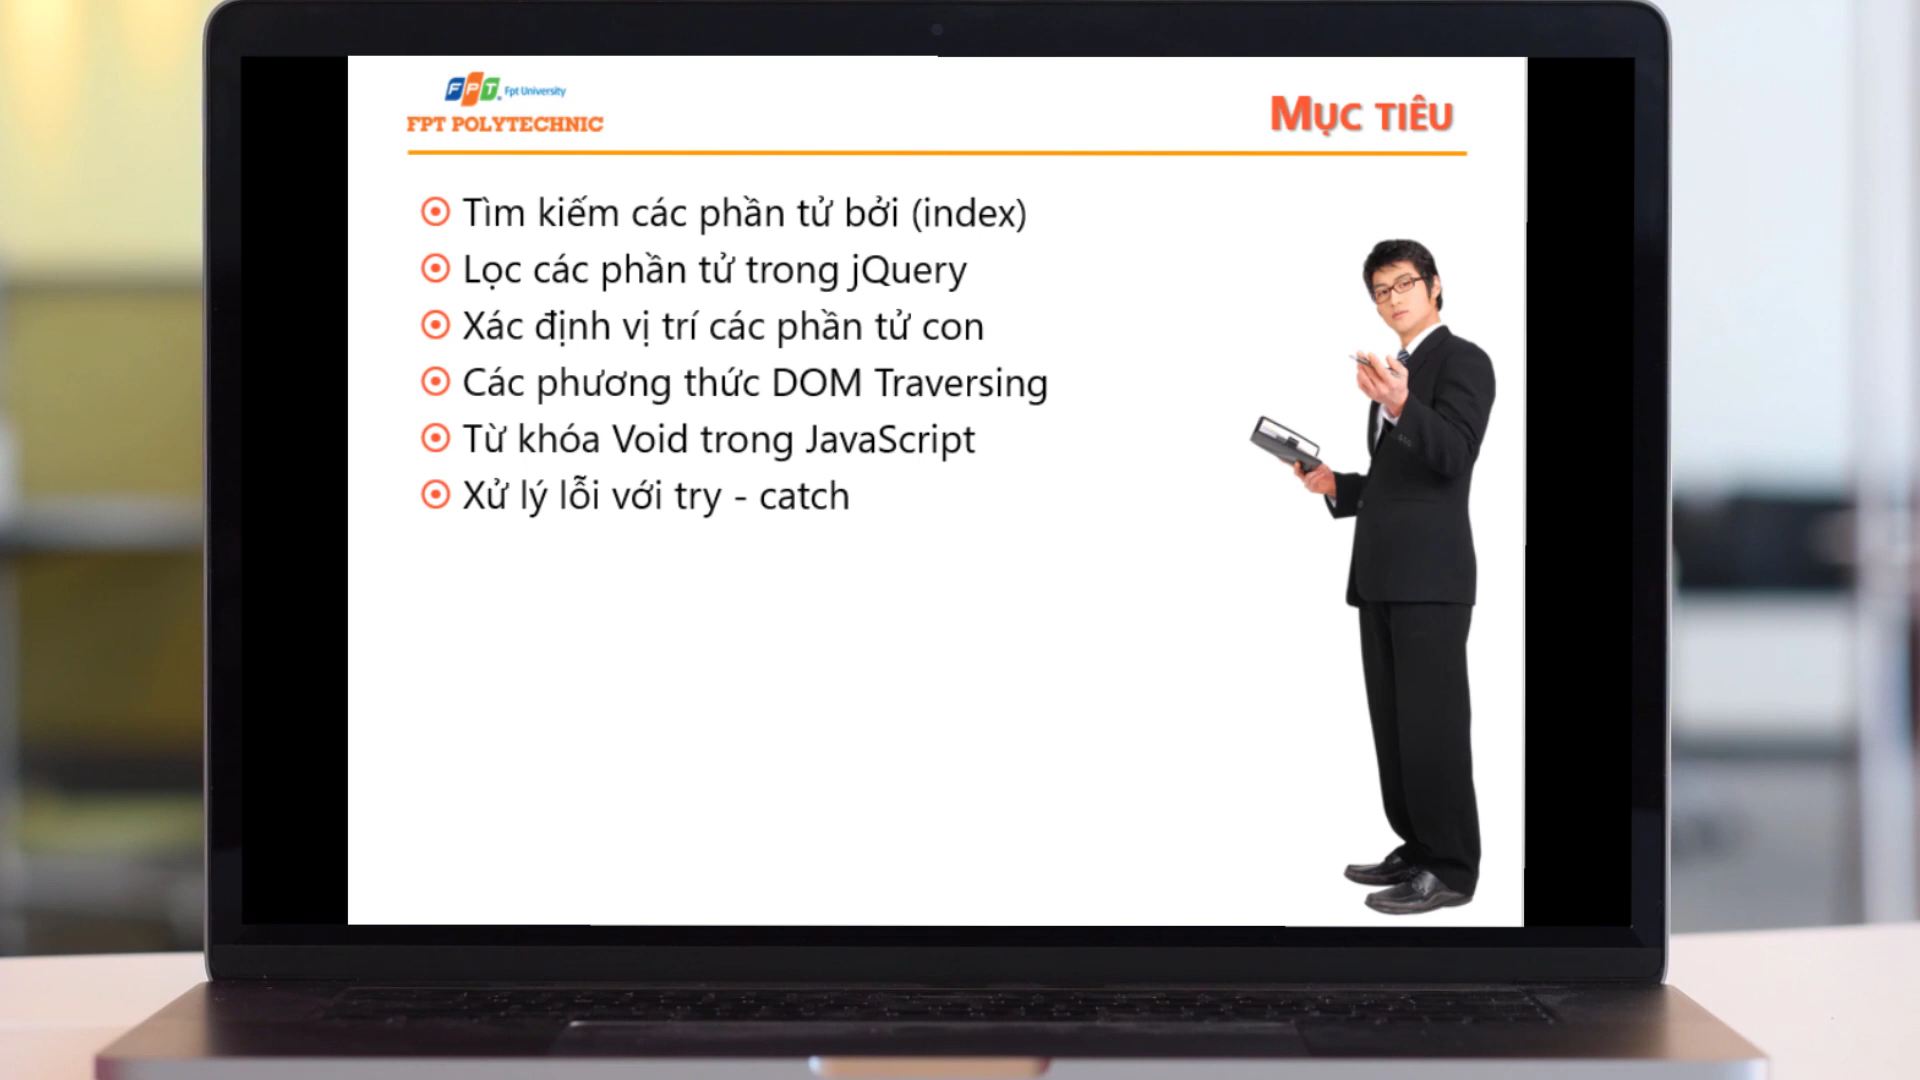 FPT Fpt University
FPT POLYTECHNIC
MỤC TIÊU
Tìm kiếm các phần tử bởi (index)
Lọc các phần tử trong jQuery
Xác định vị trí các phần tử con
Các phương thức DOM Traversing
Từ khóa Void trong JavaScript
Xử lý lỗi với try - catch